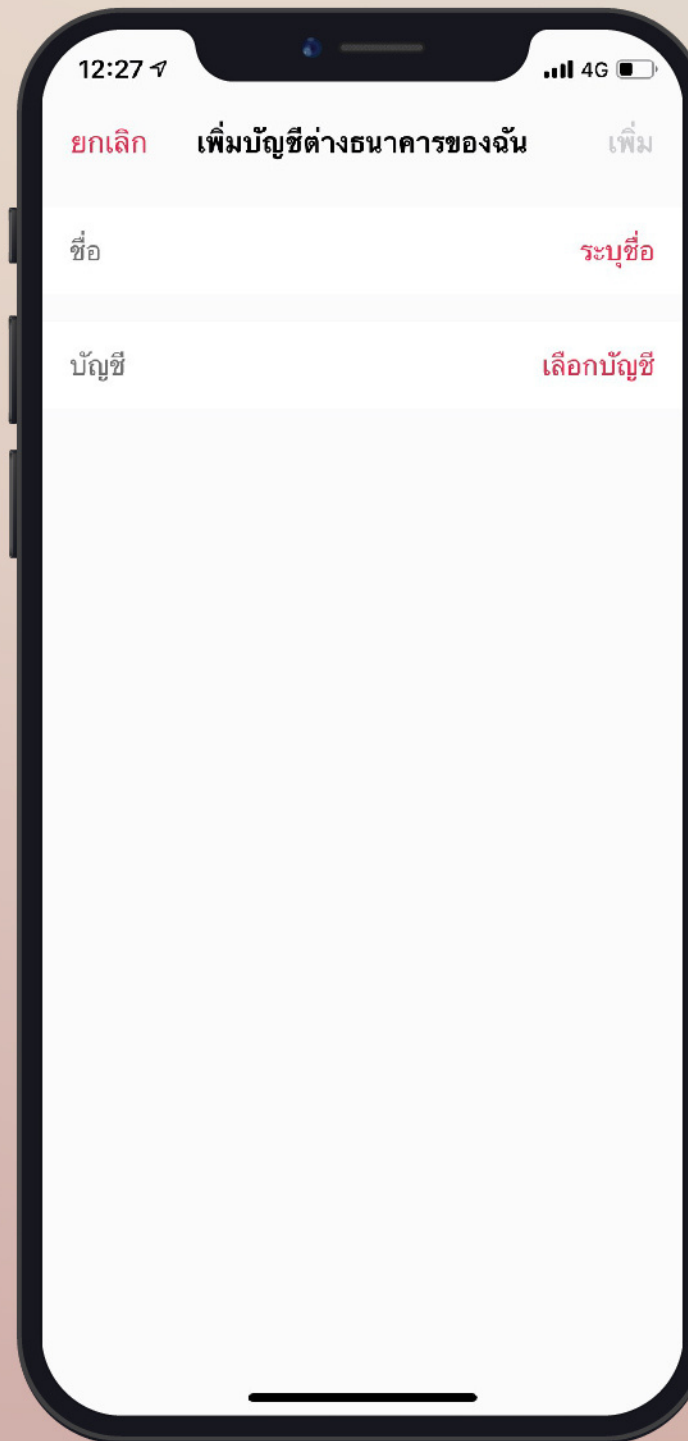 12:27 4G
ยกเลิก เพิ่มบัญชีต่างธนาคารของฉัน เพิ่ม
ชื่อ ระบุชื่อ
บัญชี เลือกบัญชี